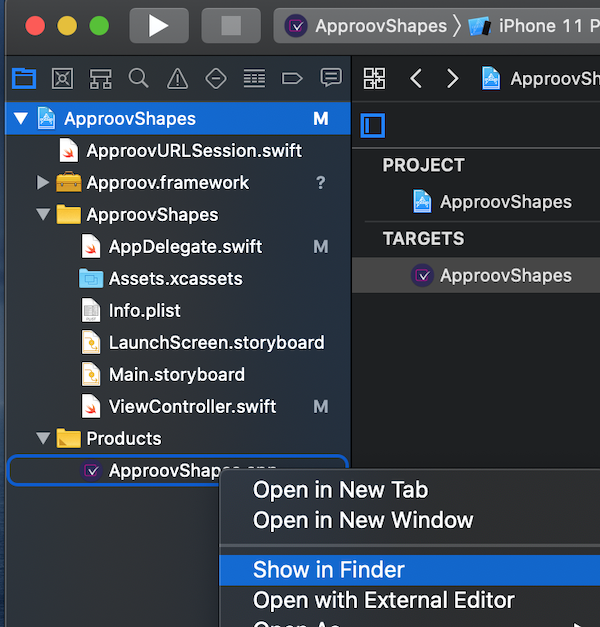 ApproovShapes
iPhone 11 P
ApproovSh
ApproovShapes M
ApproovURLSession.swift
Approov.framework ?
ApproovShapes
AppDelegate.swift M
Assets.xcassets
Info.plist
LaunchScreen.storyboard
Main.storyboard
ViewController.swift M
Products
ApproovShapes.app
PROJECT
ApproovShapes
TARGETS
ApproovShapes
Open in New Tab
Open in New Window
Show in Finder
Open with External Editor
Open As